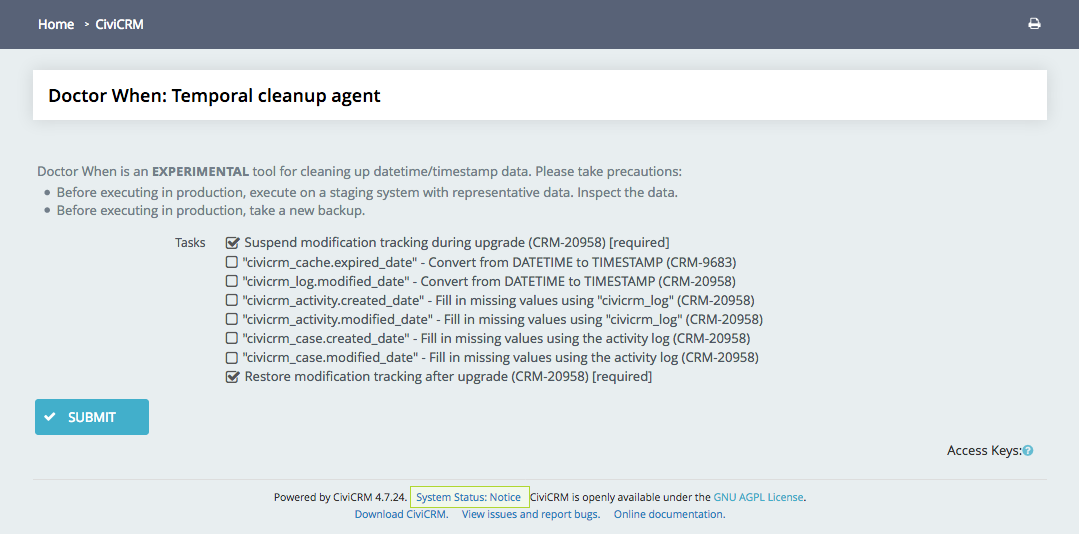 Home > CiviCRM
Doctor When: Temporal cleanup agent
Doctor When is an EXPERIMENTAL tool for cleaning up datetime/timestamp data. Please take precautions:
• Before executing in production, execute on a staging system with representative data. Inspect the data.
• Before executing in production, take a new backup.
Tasks Suspend modification tracking during upgrade (CRM-20958) [required]
"civicrm_cache.expired_date" - Convert from DATETIME to TIMESTAMP (CRM-9683)
"civicrm_log.modified_date" - Convert from DATETIME to TIMESTAMP (CRM-20958)
"civicrm_activity.created_date" - Fill in missing values using "civicrm_log" (CRM-20958)
"civicrm_activity.modified_date" - Fill in missing values using "civicrm_log" (CRM-20958)
"civicrm_case.created_date" - Fill in missing values using the activity log (CRM-20958)
"civicrm_case.modified_date" - Fill in missing values using the activity log (CRM-20958)
Restore modification tracking after upgrade (CRM-20958) [required]
SUBMIT
Access Keys:?
Powered by CiviCRM 4.7.24. System Status: Notice CiviCRM is openly available under the GNU AGPL License.
Download CiviCRM. View issues and report bugs. Online documentation.